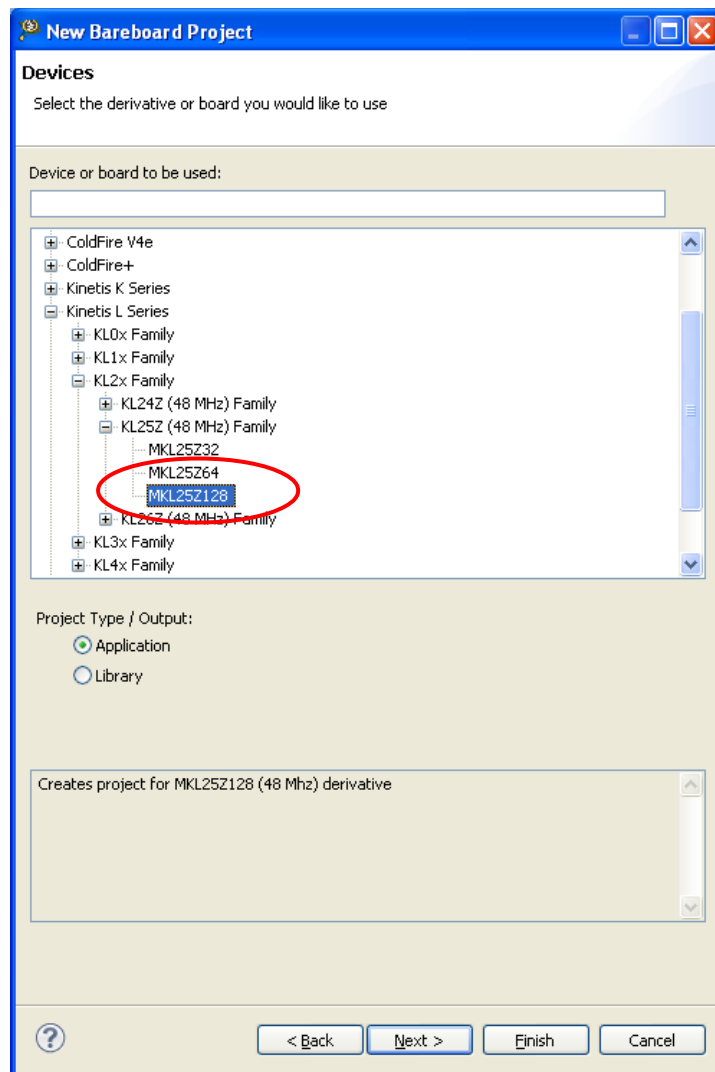 New Bareboard Project
Devices
Select the derivative or board you would like to use
Device or board to be used:
ColdFire V4e
ColdFire+
Kinetis K Series
Kinetis L Series
KL0x Family
KL1x Family
KL2x Family
KL24Z (48 MHz) Family
KL25Z (48 MHz) Family
MKL25Z32
MKL25Z64
MKL25Z128
KL26Z (48 MHz) Family
KL3x Family
KL4x Family
Project Type / Output:
Application
Library
Creates project for MKL25Z128 (48 Mhz) derivative
? < Back Next > Finish Cancel